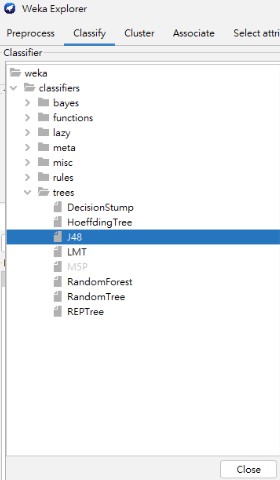 Weka Explorer
Preprocess Classify Cluster Associate Select attri
Classifier
weka
classifiers
bayes
functions
lazy
meta
misc
rules
trees
DecisionStump
HoeffdingTree
J48
LMT
M5P
RandomForest
RandomTree
REPTree
Close